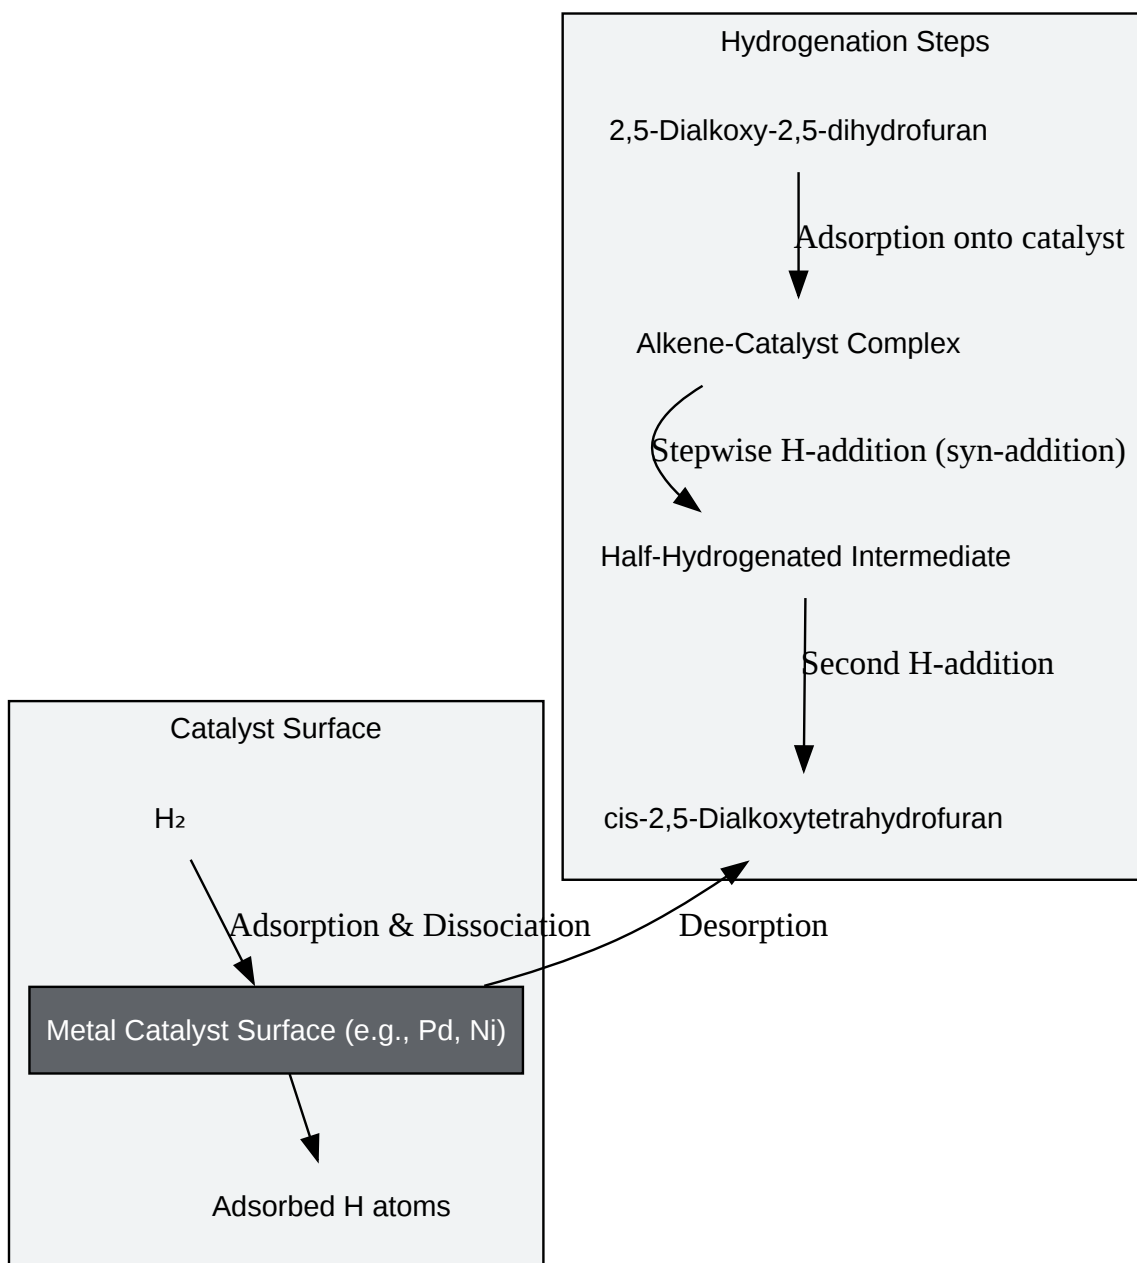 Hydrogenation Steps
2,5-Dialkoxy-2,5-dihydrofuran
Adsorption onto catalyst
Alkene-Catalyst Complex
Stepwise H-addition (syn-addition)
Half-Hydrogenated Intermediate
Second H-addition
cis-2,5-Dialkoxytetrahydrofuran
Catalyst Surface
H₂
Adsorption & Dissociation
Desorption
Metal Catalyst Surface (e.g., Pd, Ni)
Adsorbed H atoms